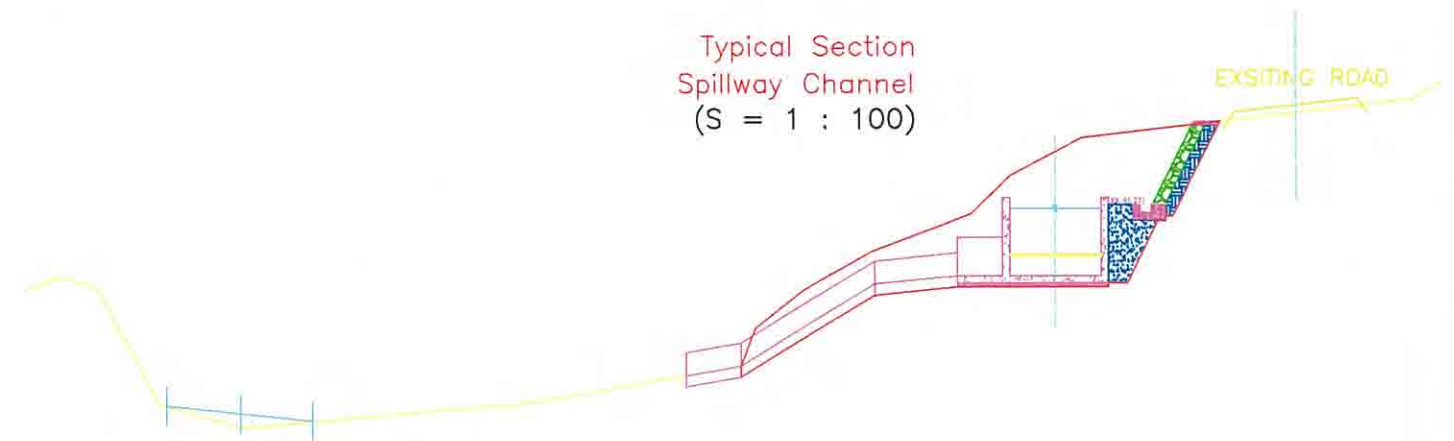 Typical Section
Spillway Channel
(S = 1 : 100)
EXSITING ROAD